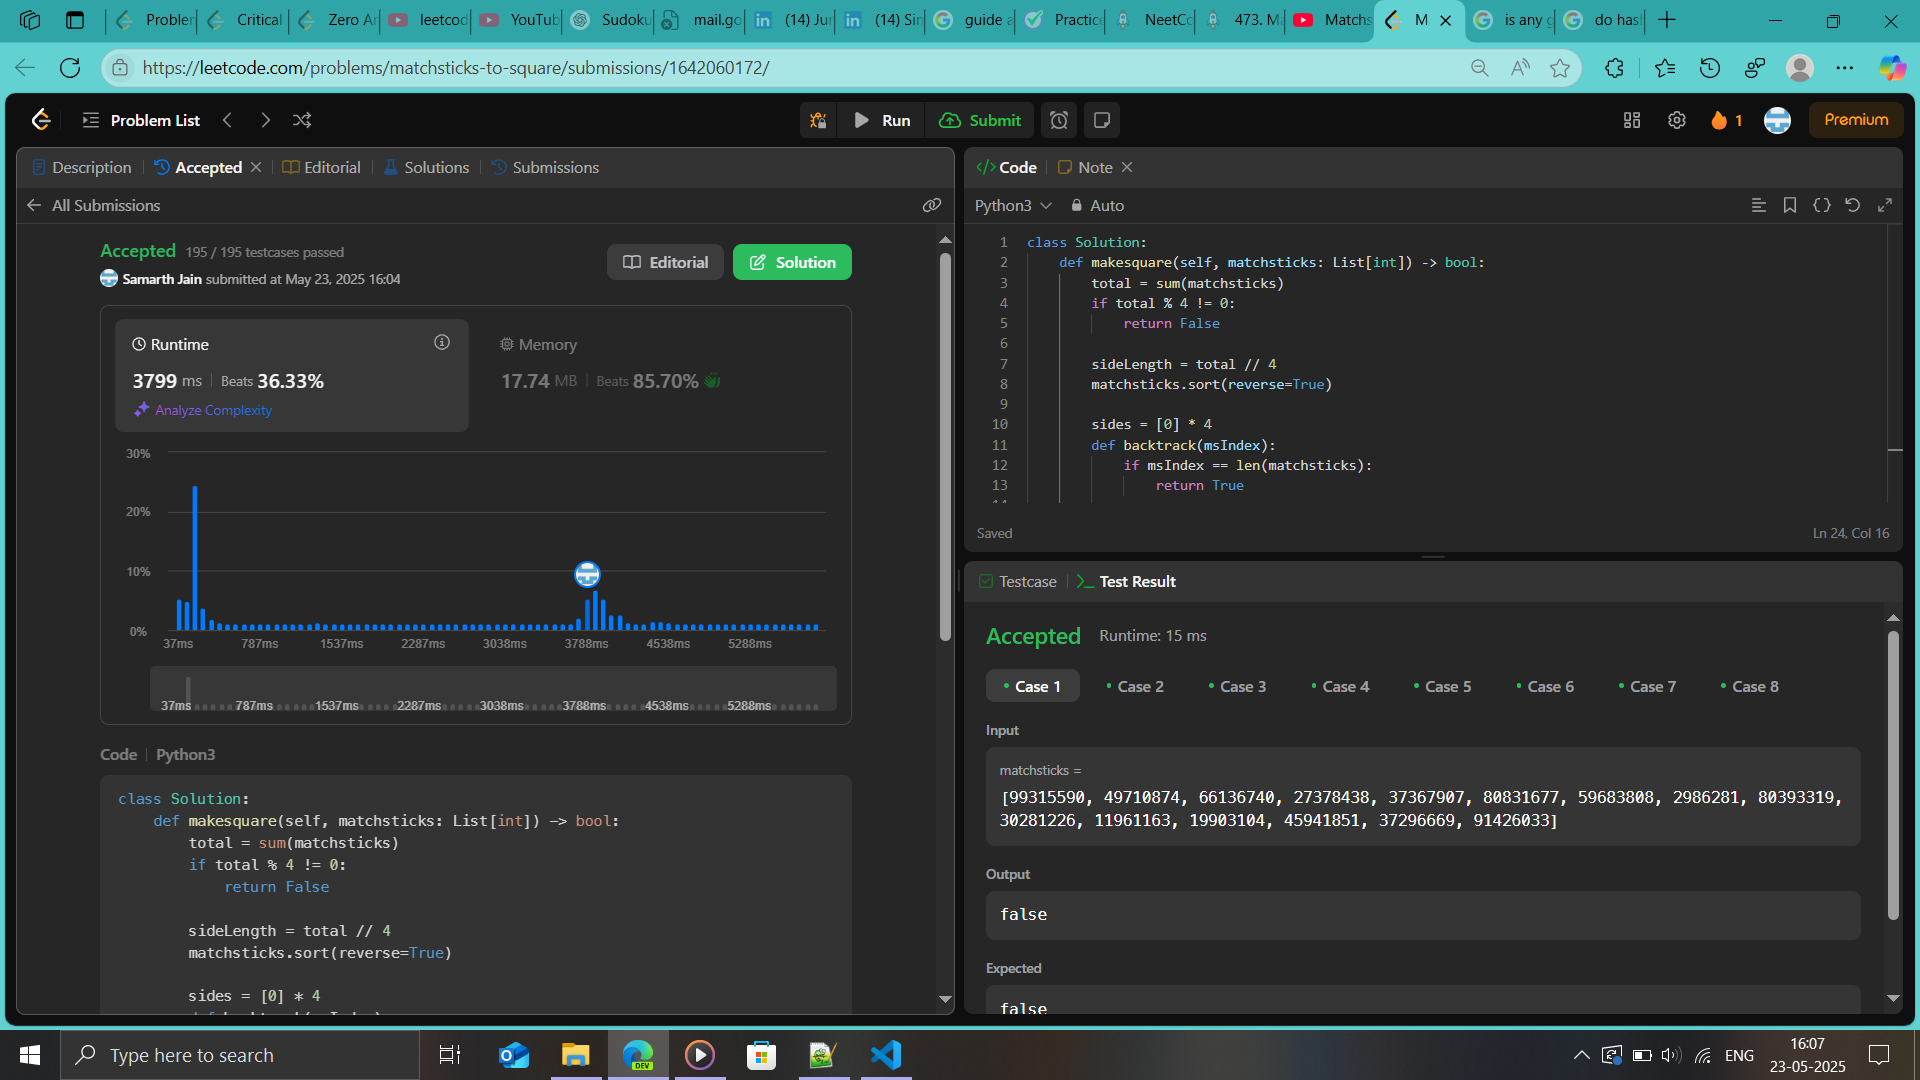 Problem
Critical
Zero Ar
leetcod
YouTub
Sudoku
mail.go
(14) Jur
(14) Sin
guide a
Practice
NeetCo
473. Ma
Matchs
M
is any g
do hash
https://leetcode.com/problems/matchsticks-to-square/submissions/1642060172/
Problem List
Run
Submit
1
Premium
Description
Accepted
Editorial
Solutions
Submissions
All Submissions
Accepted 195 / 195 testcases passed
Samarth Jain submitted at May 23, 2025 16:04
Editorial
Solution
Runtime
3799 ms
Beats 36.33%
Analyze Complexity
Memory
17.74 MB
Beats 85.70%
30%
20%
10%
0%
37ms 787ms 1537ms 2287ms 3038ms 3788ms 4538ms 5288ms
37ms 787ms 1537ms 2287ms 3038ms 3788ms 4538ms 5288ms
Code | Python3
class Solution:
def makesquare(self, matchsticks: List[int]) -> bool:
total = sum(matchsticks)
if total % 4 != 0:
return False
sideLength = total // 4
matchsticks.sort(reverse=True)
sides = [0] * 4
Code
Note
Python3
Auto
1 class Solution:
2 def makesquare(self, matchsticks: List[int]) -> bool:
3 total = sum(matchsticks)
4 if total % 4 != 0:
5 return False
6
7 sideLength = total // 4
8 matchsticks.sort(reverse=True)
9
10 sides = [0] * 4
11 def backtrack(msIndex):
12 if msIndex == len(matchsticks):
13 return True
Saved
Ln 24, Col 16
Testcase
Test Result
Accepted Runtime: 15 ms
Case 1 Case 2 Case 3 Case 4 Case 5 Case 6 Case 7 Case 8
Input
matchsticks =
[99315590, 49710874, 66136740, 27378438, 37367907, 80831677, 59683808, 2986281, 80393319,
30281226, 11961163, 19903104, 45941851, 37296669, 91426033]
Output
false
Expected
false
Type here to search
DEV
ENG
16:07
23-05-2025